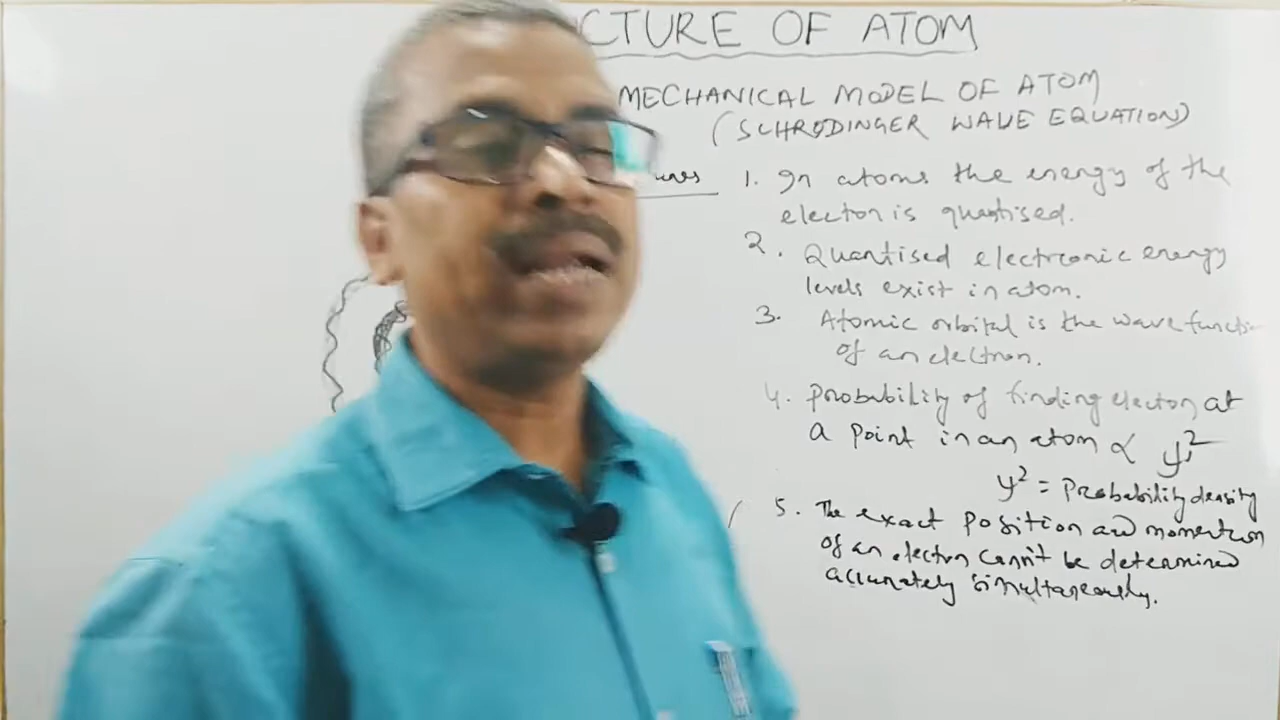 CTURE OF ATOM
MECHANICAL MODEL OF ATOM
(SCHRODINGER WAVE EQUATION)
1. In atoms the energy of the
electon is quantised.
2. Quantised electronic energy
levels exist in atom.
3. Atomic orbital is the wave functi
of an electron.
4. Probability of finding electon at
a point in an atom ∝ ψ²
ψ² = Probability density
5. The exact position and momentum
of an electron cann't be determined
accurately simultaneously.